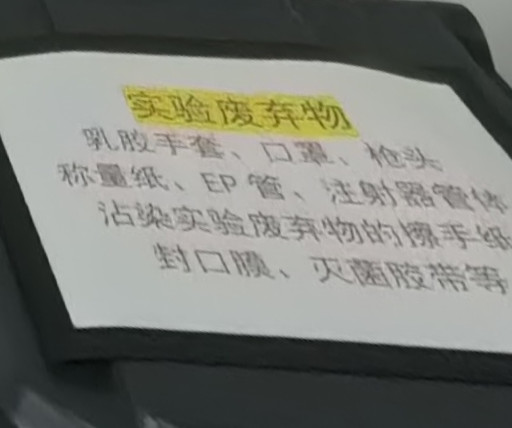 实验废弃物
乳胶手套、口罩、枪头
称量纸、EP管、注射器管体
沾染实验废弃物的擦手纸
封口膜、灭菌胶带等